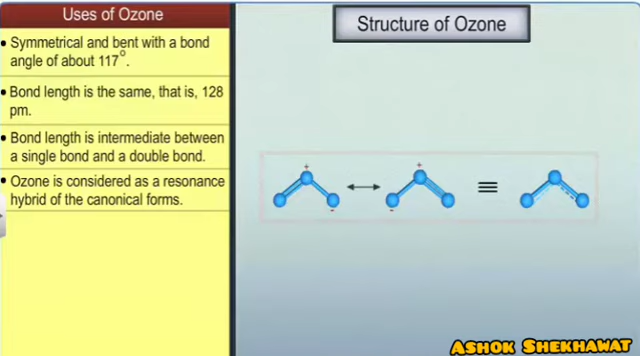 Uses of Ozone
• Symmetrical and bent with a bond
angle of about 117°.
• Bond length is the same, that is, 128
pm.
• Bond length is intermediate between
a single bond and a double bond.
• Ozone is considered as a resonance
hybrid of the canonical forms.
Structure of Ozone
+ +
- -
≡
ASHOK SHEKHAWAT